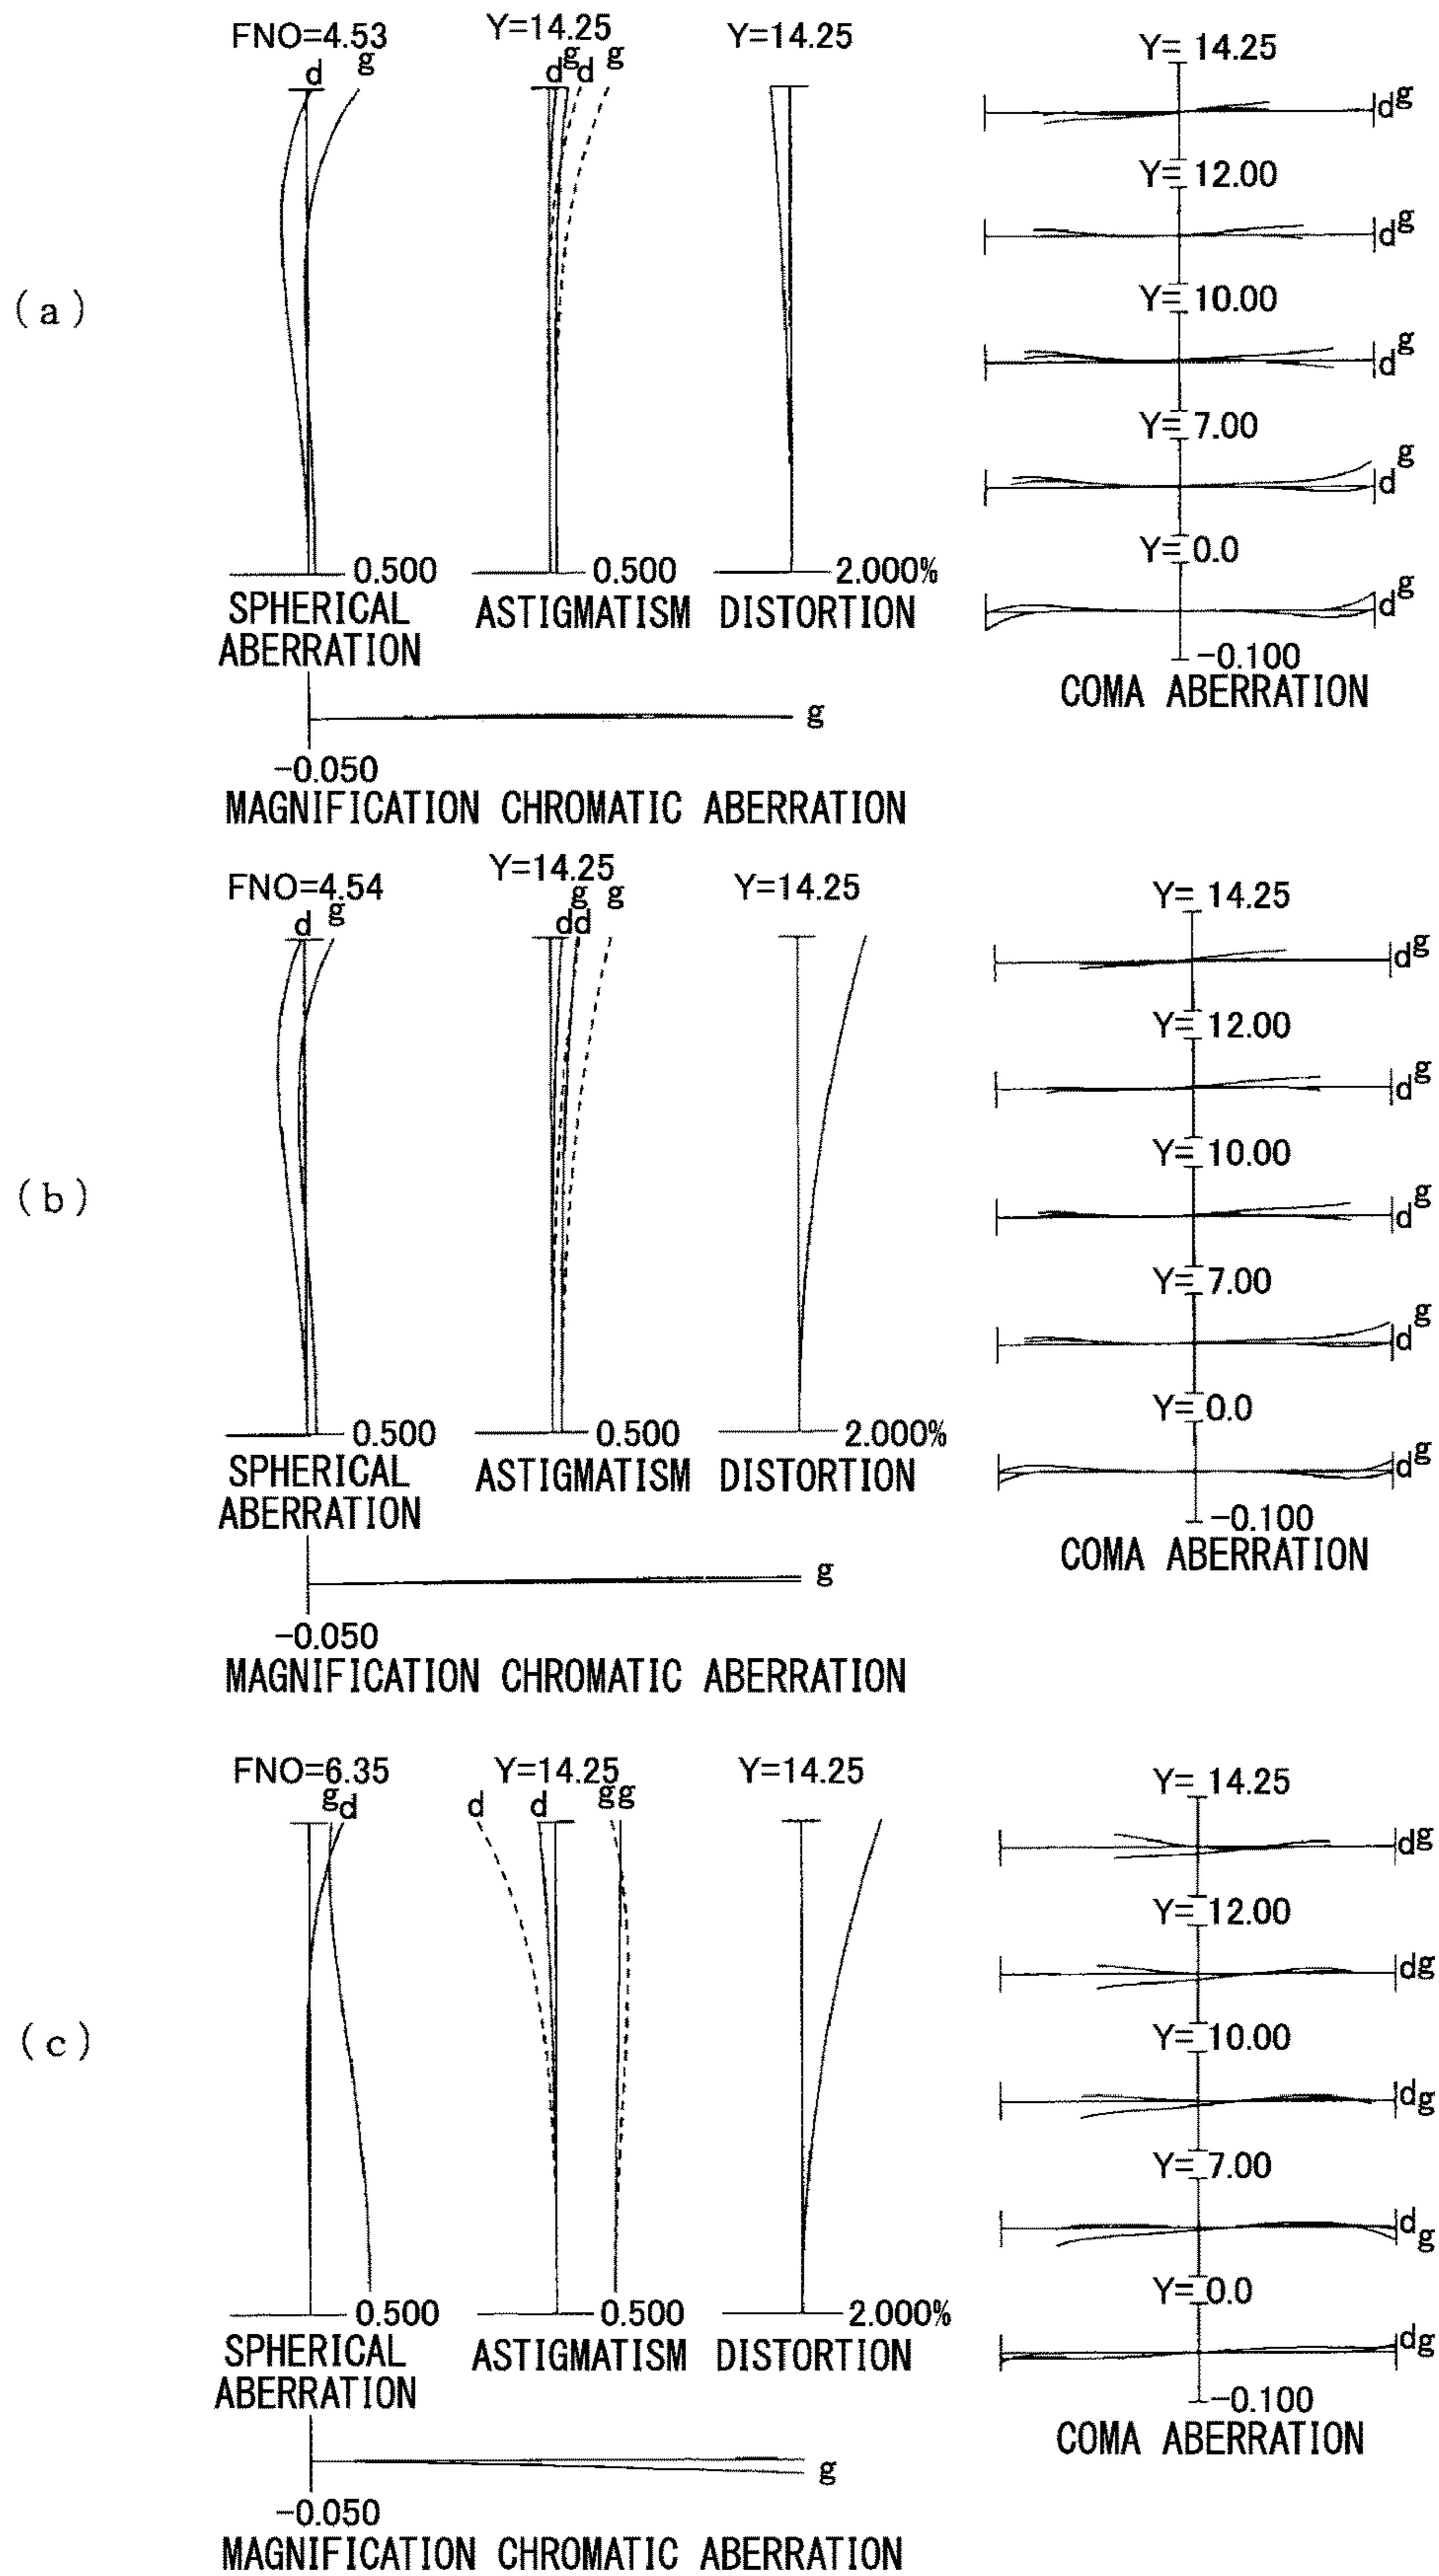 (a)
FNO=4.53
Y=14.25
Y=14.25
d
g
d
g
d
g
0.500
0.500
2.000%
SPHERICAL
ABERRATION
ASTIGMATISM
DISTORTION
Y= 14.25
d g
Y= 12.00
d g
Y= 10.00
d g
Y= 7.00
d g
Y= 0.0
d g
-0.100
COMA ABERRATION
g
-0.050
MAGNIFICATION CHROMATIC ABERRATION
(b)
FNO=4.54
Y=14.25
Y=14.25
d
g
d
d
g
g
0.500
0.500
2.000%
SPHERICAL
ABERRATION
ASTIGMATISM
DISTORTION
Y= 14.25
d g
Y= 12.00
d g
Y= 10.00
d g
Y= 7.00
d g
Y= 0.0
d g
-0.100
COMA ABERRATION
g
-0.050
MAGNIFICATION CHROMATIC ABERRATION
(c)
FNO=6.35
Y=14.25
Y=14.25
g
d
d
d
g
g
0.500
0.500
2.000%
SPHERICAL
ABERRATION
ASTIGMATISM
DISTORTION
Y= 14.25
d g
Y= 12.00
d g
Y= 10.00
d g
Y= 7.00
d g
Y= 0.0
d g
-0.100
COMA ABERRATION
g
-0.050
MAGNIFICATION CHROMATIC ABERRATION